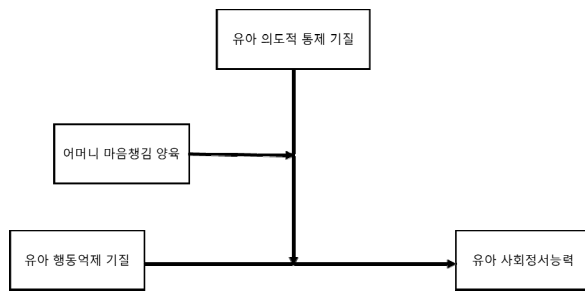 유아 의도적 통제 기질
어머니 마음챙김 양육
유아 행동억제 기질
유아 사회정서능력